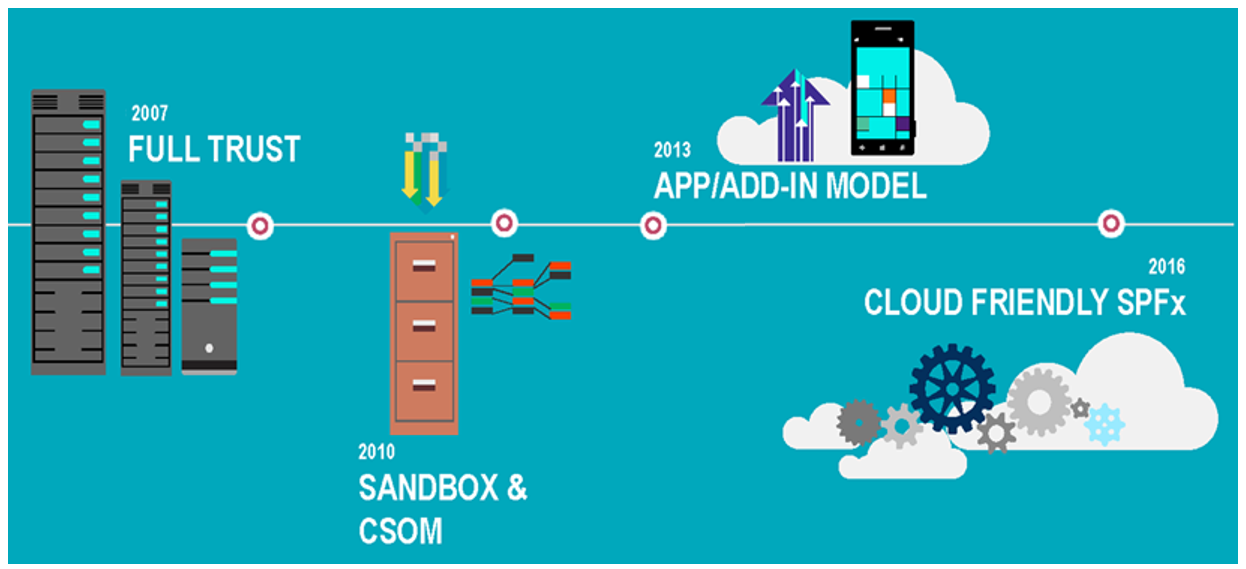 2007
FULL TRUST
2010
SANDBOX &
CSOM
2013
APP/ADD-IN MODEL
2016
CLOUD FRIENDLY SPFx